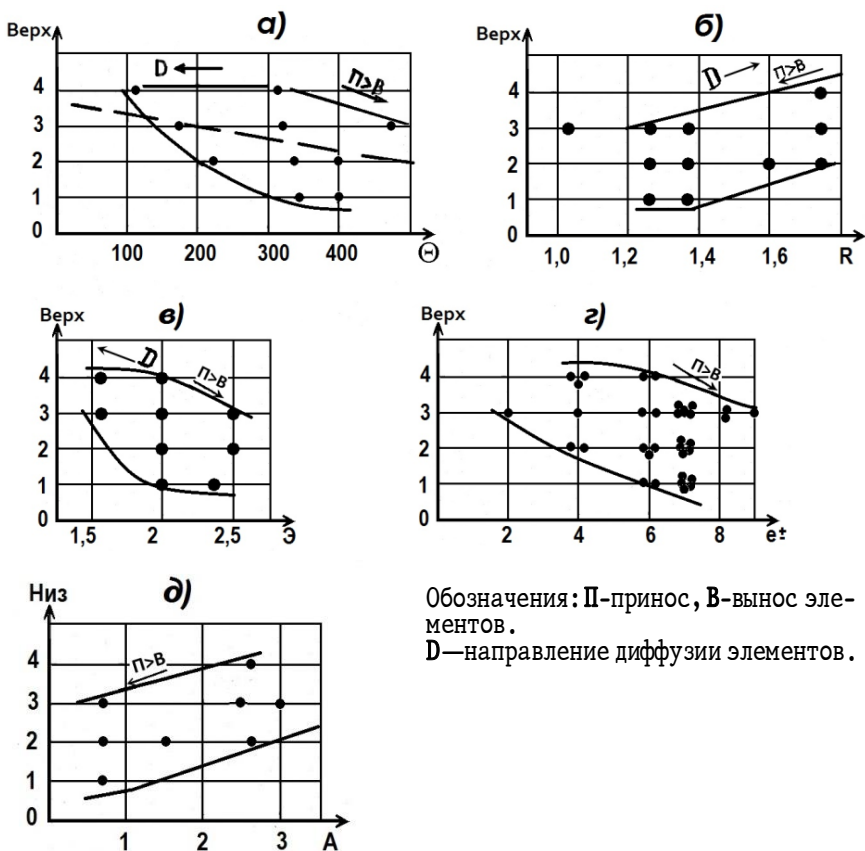 а)
Верх
D
П>В
4
3
2
1
0
100 200 300 400 Θ
б)
Верх
D
П>В
4
3
2
1
0
1,0 1,2 1,4 1,6 R
в)
Верх
D
П>В
4
3
2
1
0
1,5 2 2,5 Э
г)
Верх
П>В
4
3
2
1
0
2 4 6 8 e±
д)
Низ
П>В
4
3
2
1
0
1 2 3 А
Обозначения: П-принос, В-вынос эле-
ментов.
D—направление диффузии элементов.